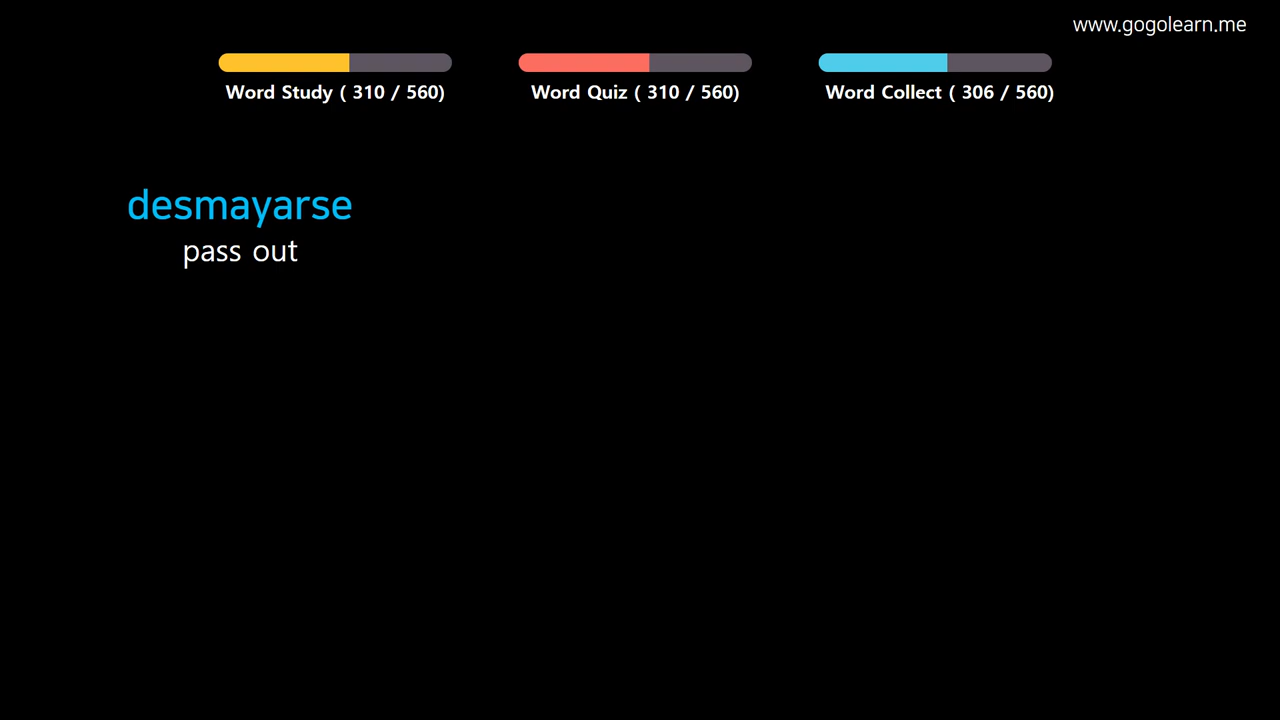 www.gogolearn.me
Word Study ( 310 / 560)
Word Quiz ( 310 / 560)
Word Collect ( 306 / 560)
desmayarse
pass out